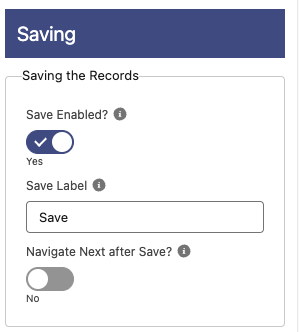 Saving
Saving the Records
Save Enabled?
Yes
Save Label
Save
Navigate Next after Save?
No